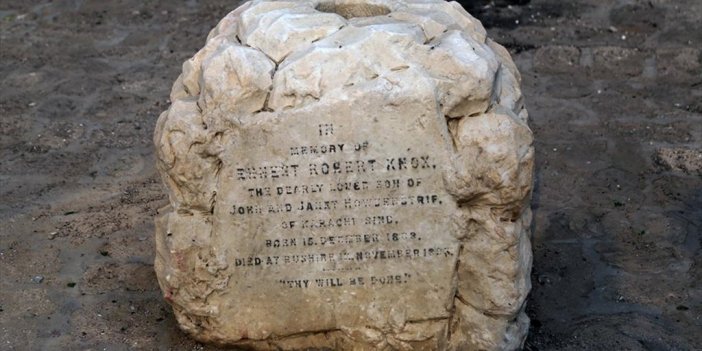 IN
MEMORY OF
ERNEST ROBERT KNOX,
THE DEARLY LOVED SON OF
JOHN AND JANET
OF KARACHI SIND,
BORN 15 DECEMBER
DIED AT BUSHIRE NOVEMBER
"THY WILL BE DONE."